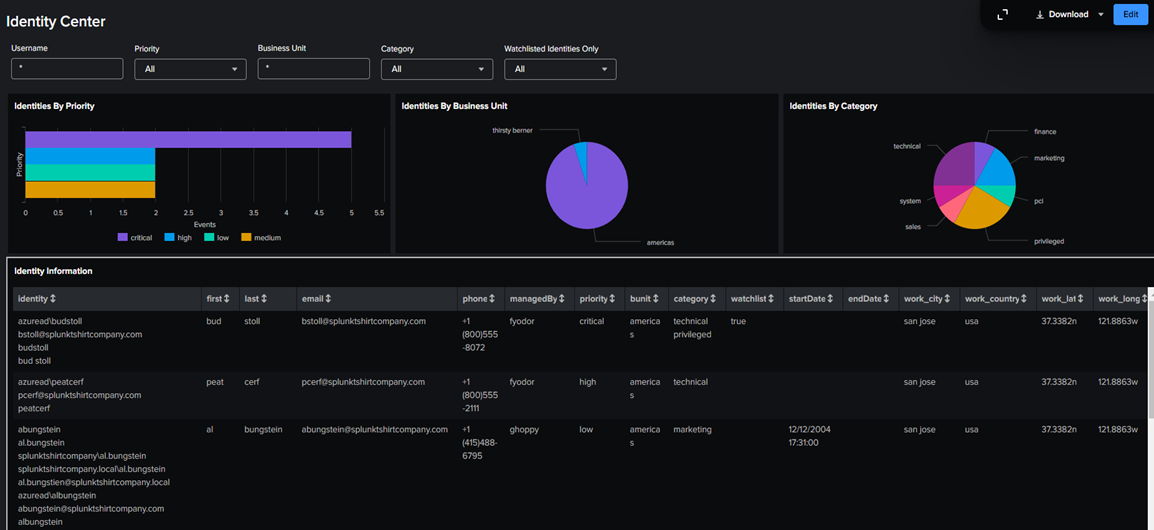 Identity Center
Download
Edit
Username
Priority
Business Unit
Category
Watchlisted Identities Only
*
All
*
All
All
Identities By Priority
Priority
0 0.5 1 1.5 2 2.5 3 3.5 4 4.5 5 5.5
Events
critical high low medium
Identities By Business Unit
thirsty berner
americas
Identities By Category
finance
marketing
pci
privileged
sales
system
technical
Identity Information
identity first last email phone managedBy priority bunit category watchlist startDate endDate work_city work_country work_lat work_long
azuread\budstoll bud stoll bstoll@splunktshirtcompany.com +1 fyodor critical americas technical true san jose usa 37.3382n 121.8863w
bstoll@splunktshirtcompany.com (800)555 privileged
budstoll -8072
bud stoll
azuread\peatcerf peat cerf pcerf@splunktshirtcompany.com +1 fyodor high americas technical san jose usa 37.3382n 121.8863w
pcerf@splunktshirtcompany.com (800)555
peatcerf -2111
abungstein al bungstein abungstein@splunktshirtcompany.com +1 ghoppy low americas marketing 12/12/2004 san jose usa 37.3382n 121.8863w
al.bungstein (415)488- 17:31:00
splunktshirtcompany\al.bungstein 6795
splunktshirtcompany.local\al.bungstein
al.bungstien@splunktshirtcompany.local
azuread\albungstein
abungstein@splunktshirtcompany.com
albungstein